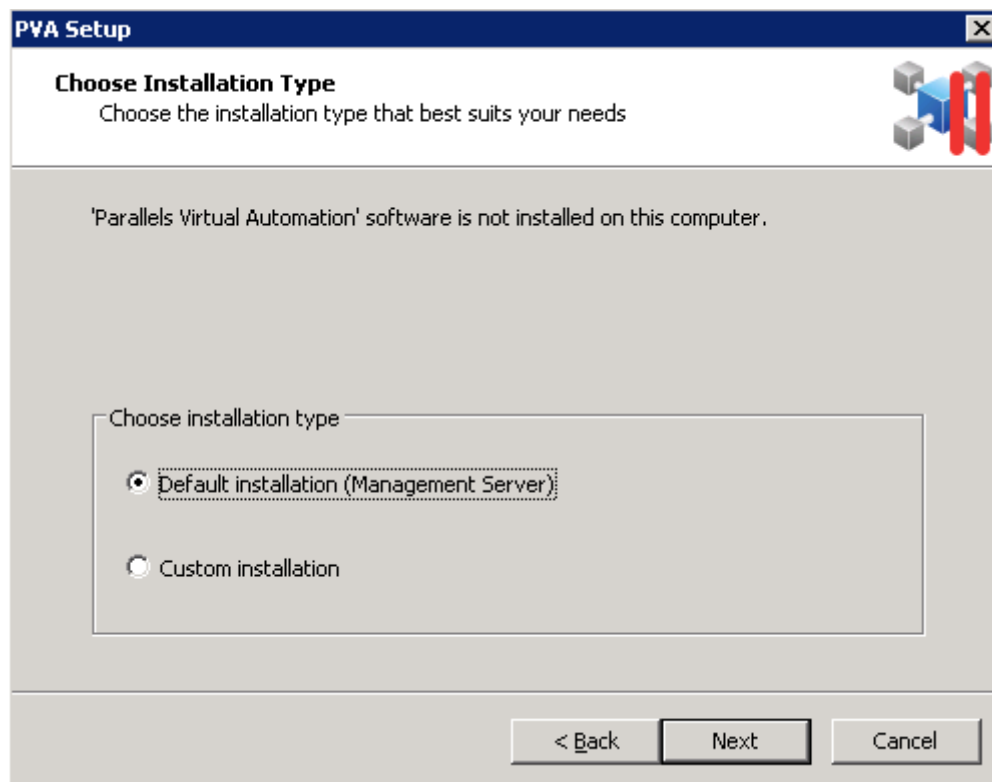 PVA Setup
Choose Installation Type
Choose the installation type that best suits your needs
'Parallels Virtual Automation' software is not installed on this computer.
Choose installation type
Default installation (Management Server)
Custom installation
< Back
Next
Cancel